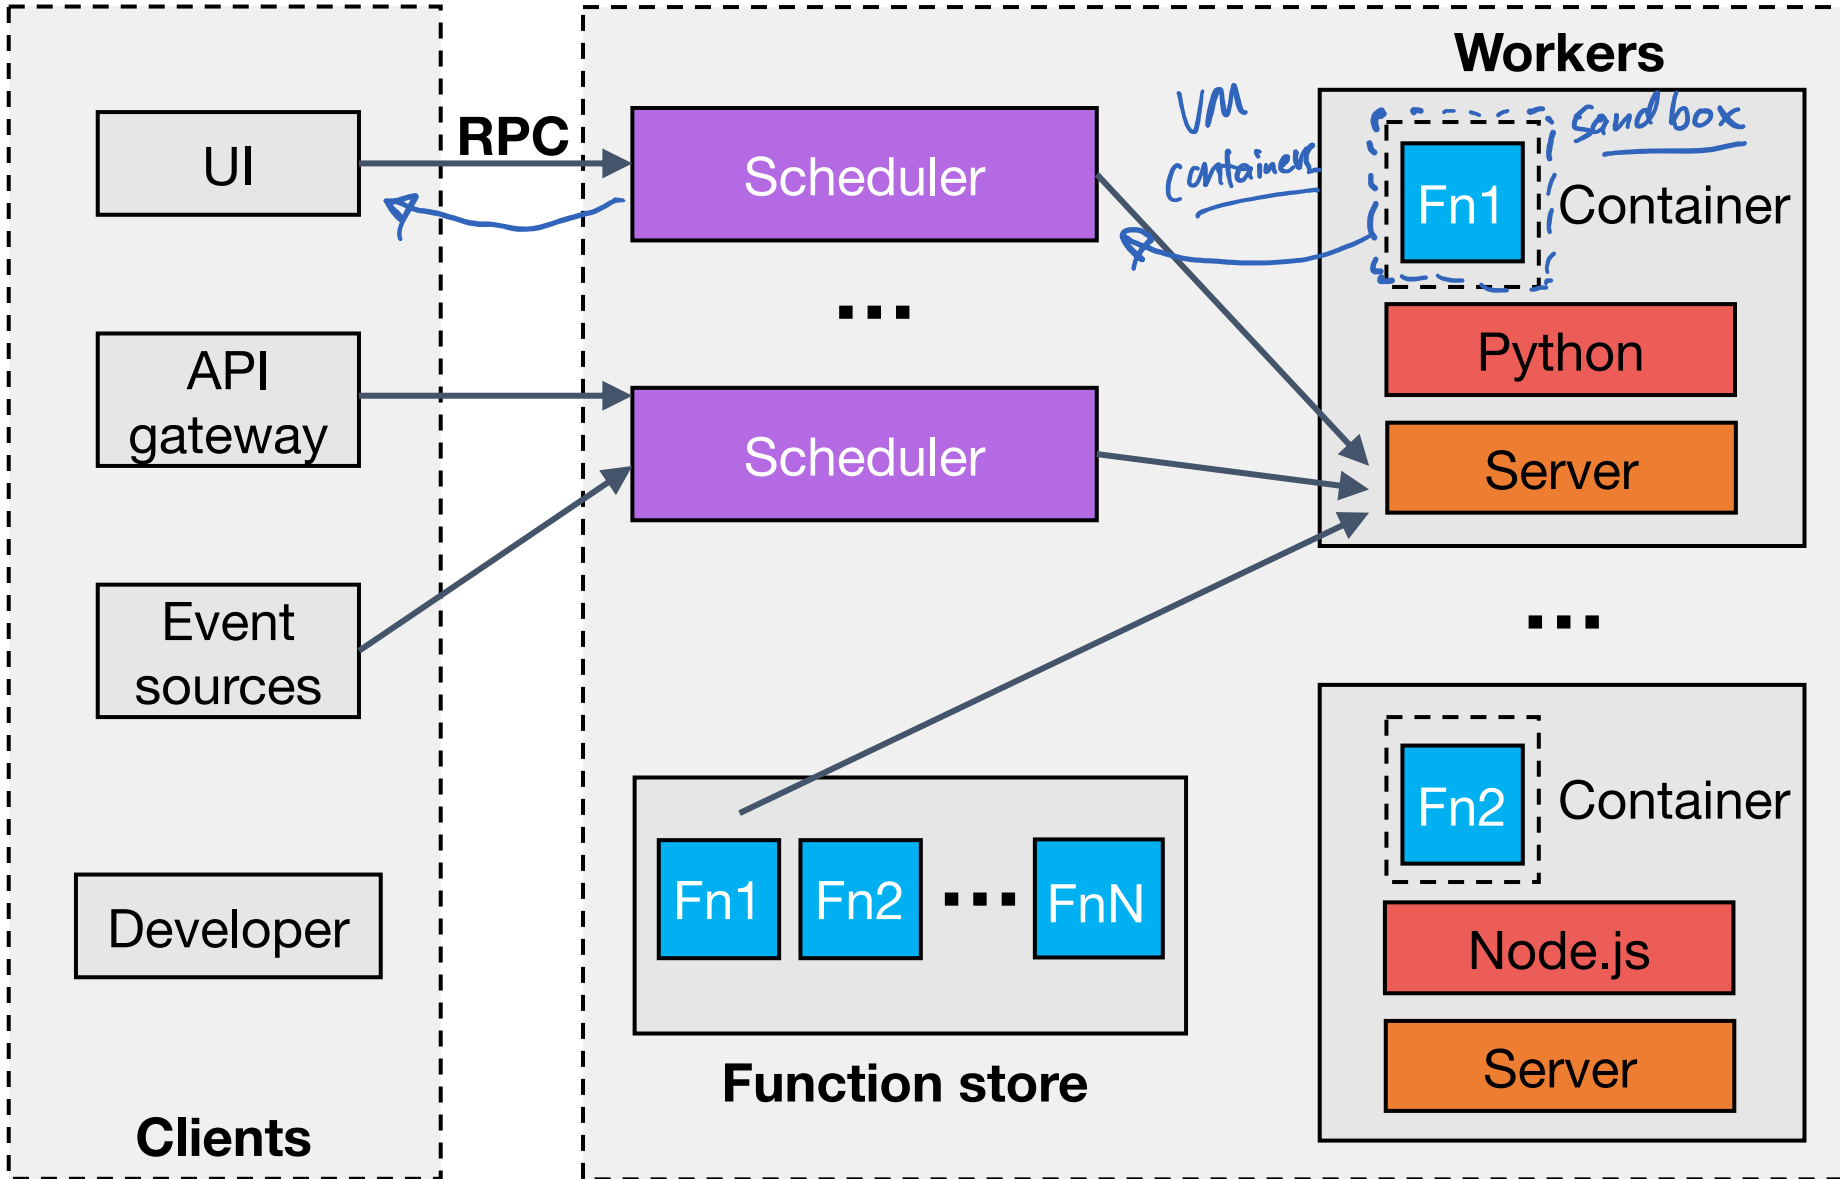 Workers
UI
RPC
Scheduler
VM
containers
sandbox
Fn1
Container
...
Python
API
gateway
Scheduler
Server
Event
sources
...
Fn2
Container
Developer
Fn1
Fn2
...
FnN
Node.js
Server
Function store
Clients